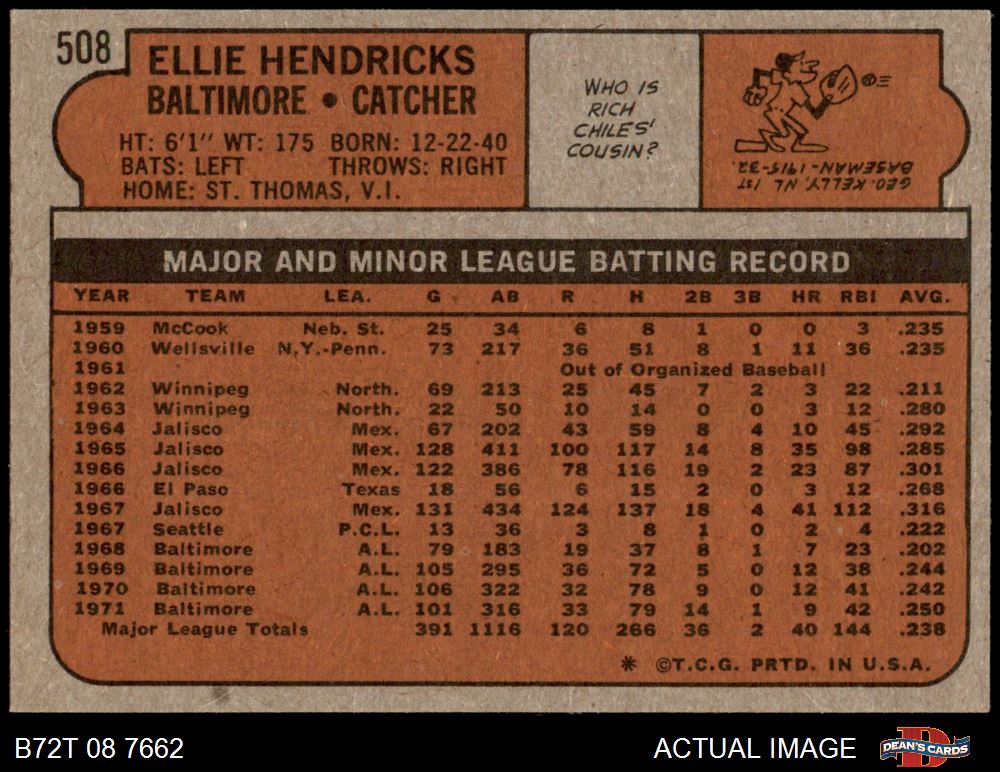 508
ELLIE HENDRICKS
BALTIMORE • CATCHER
HT: 6'1" WT: 175 BORN: 12-22-40
BATS: LEFT THROWS: RIGHT
HOME: ST. THOMAS, V.I.
WHO IS
RICH
CHILES'
COUSIN?
GEO. KELLY, NL 1ST
BASEMAN-1915-32.
MAJOR AND MINOR LEAGUE BATTING RECORD
YEAR TEAM LEA. G AB R H 2B 3B HR RBI AVG.
1959 McCook Neb. St. 25 34 6 8 1 0 0 3 .235
1960 Wellsville N.Y.-Penn. 73 217 36 51 8 1 11 36 .235
1961 Out of Organized Baseball
1962 Winnipeg North. 69 213 25 45 7 2 3 22 .211
1963 Winnipeg North. 22 50 10 14 0 0 3 12 .280
1964 Jalisco Mex. 67 202 43 59 8 4 10 45 .292
1965 Jalisco Mex. 128 411 100 117 14 8 35 98 .285
1966 Jalisco Mex. 122 386 78 116 19 2 23 87 .301
1966 El Paso Texas 18 56 6 15 2 0 3 12 .268
1967 Jalisco Mex. 131 434 124 137 18 4 41 112 .316
1967 Seattle P.C.L. 13 36 3 8 1 0 2 4 .222
1968 Baltimore A.L. 79 183 19 37 8 1 7 23 .202
1969 Baltimore A.L. 105 295 36 72 5 0 12 38 .244
1970 Baltimore A.L. 106 322 32 78 9 0 12 41 .242
1971 Baltimore A.L. 101 316 33 79 14 1 9 42 .250
Major League Totals 391 1116 120 266 36 2 40 144 .238
* ©T.C.G. PRTD. IN U.S.A.
B72T 08 7662 ACTUAL IMAGE DEAN'S CARDS